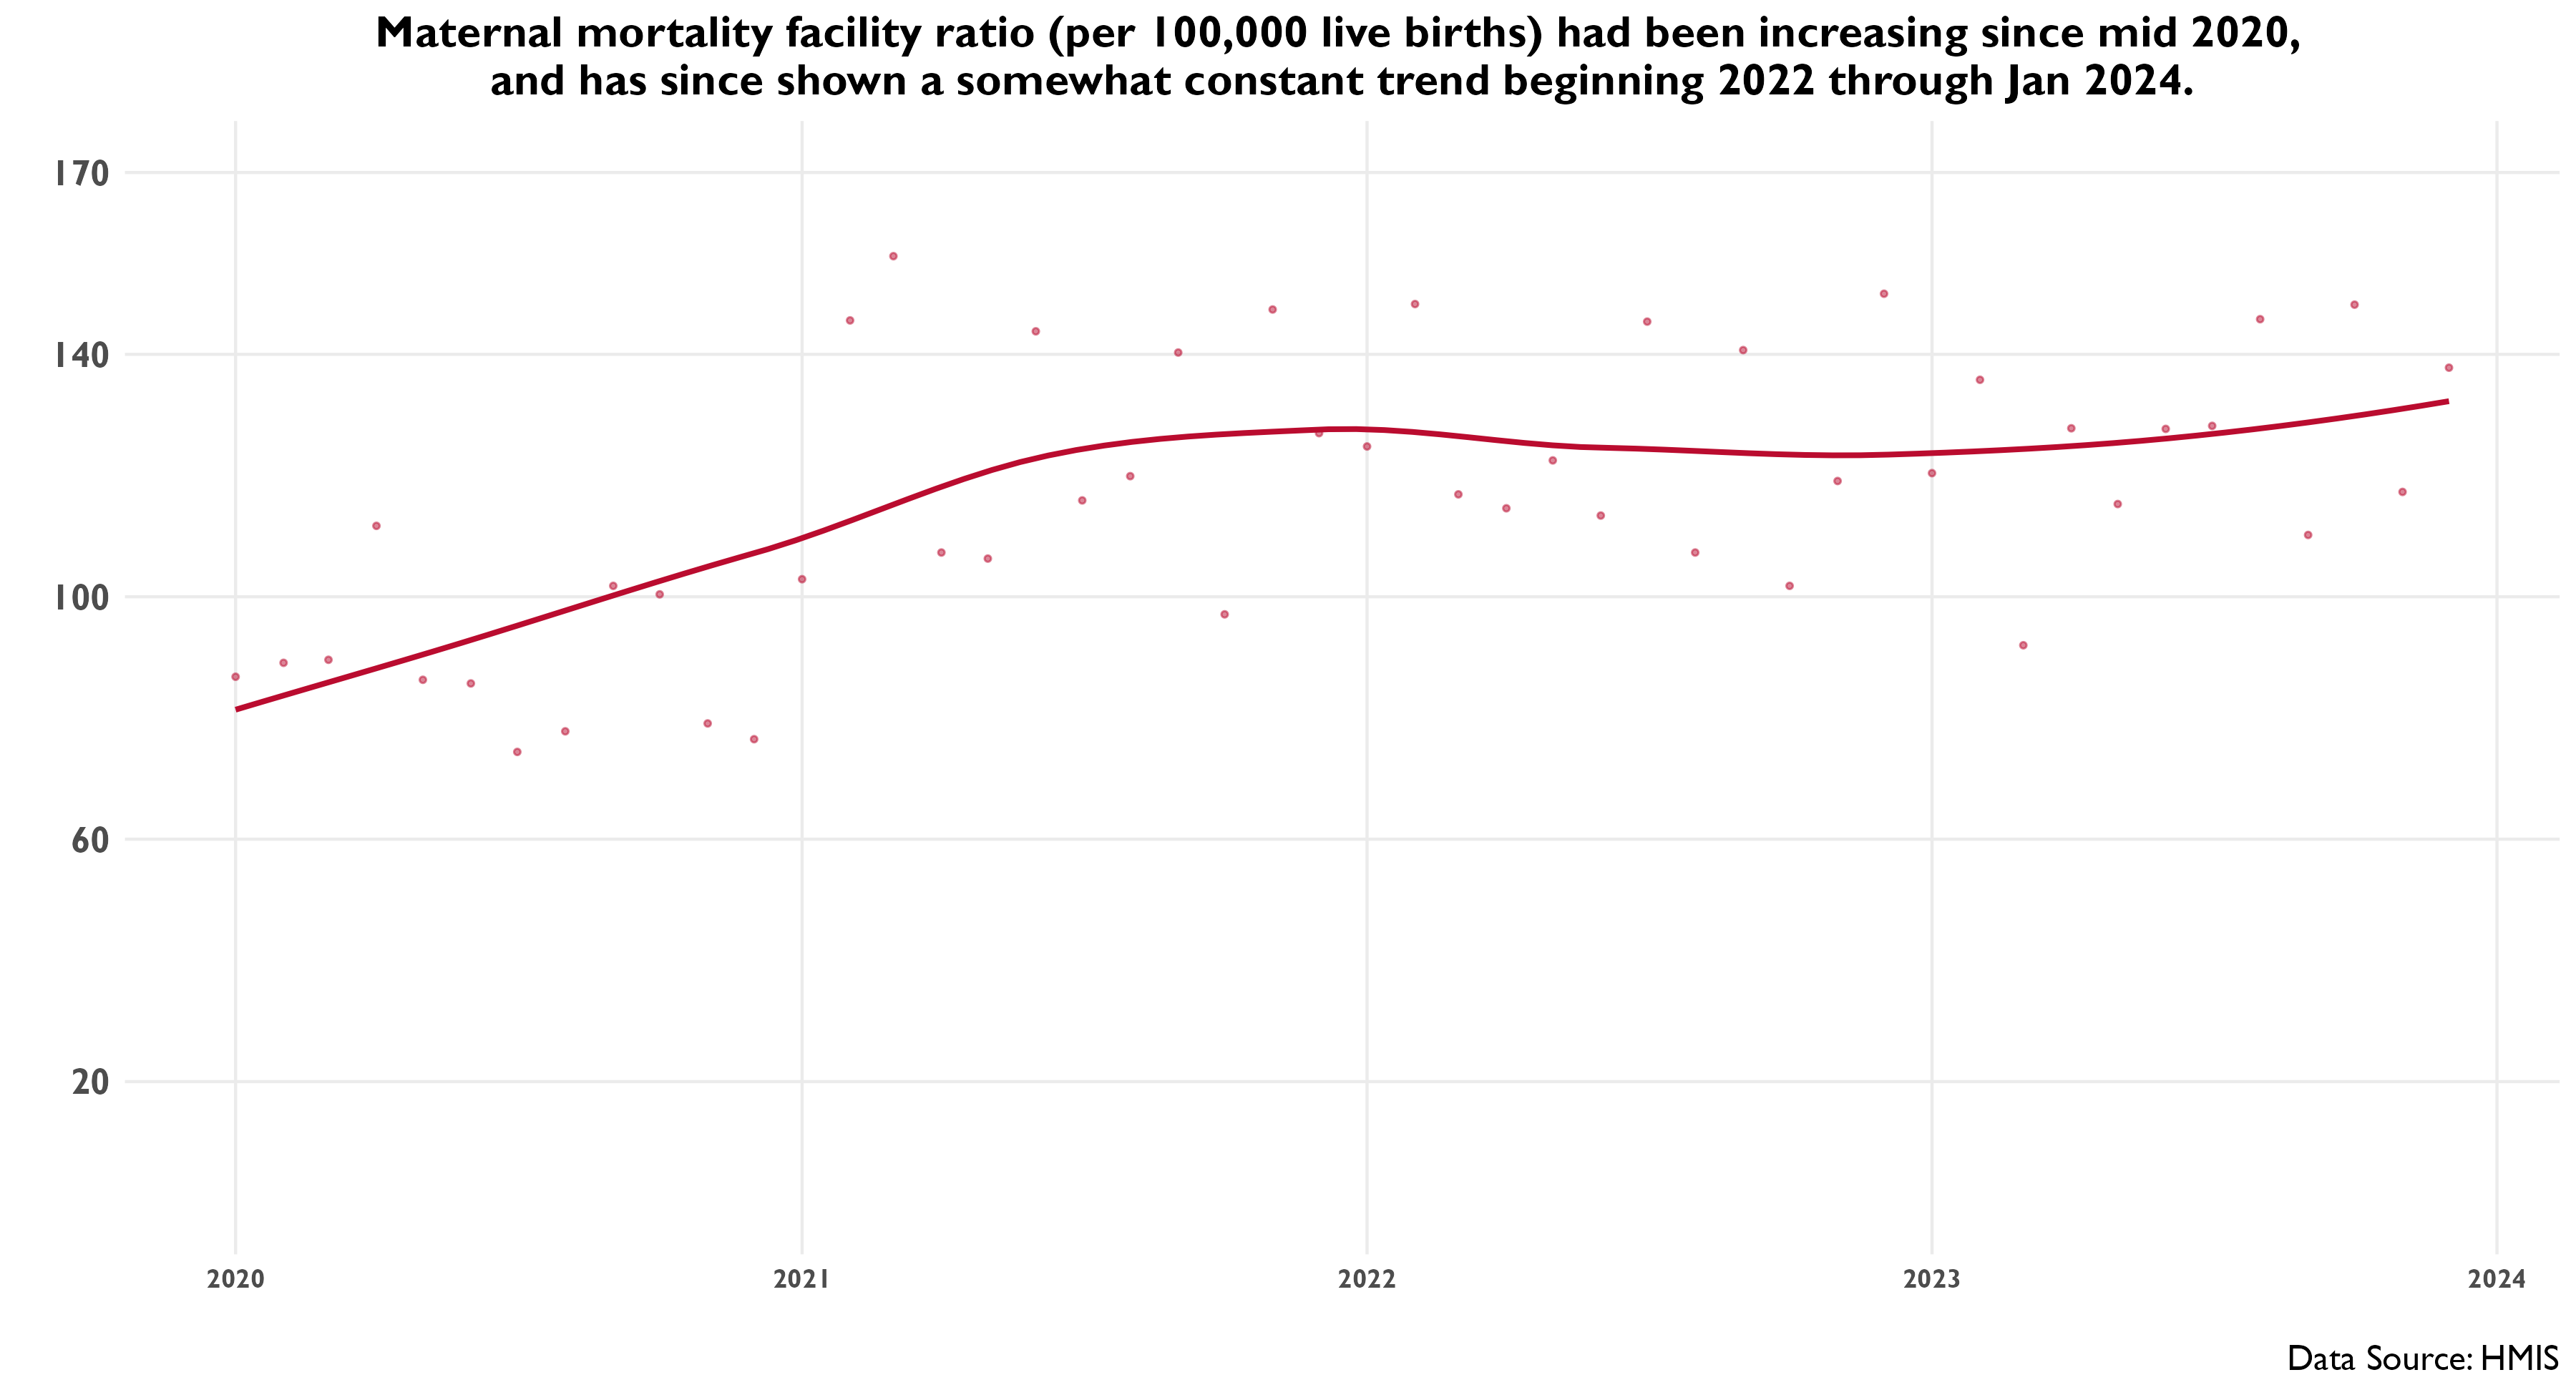 Maternal mortality facility ratio (per 100,000 live births) had been increasing since mid 2020,
and has since shown a somewhat constant trend beginning 2022 through Jan 2024.
170
140
100
60
20
2020 2021 2022 2023 2024
Data Source: HMIS